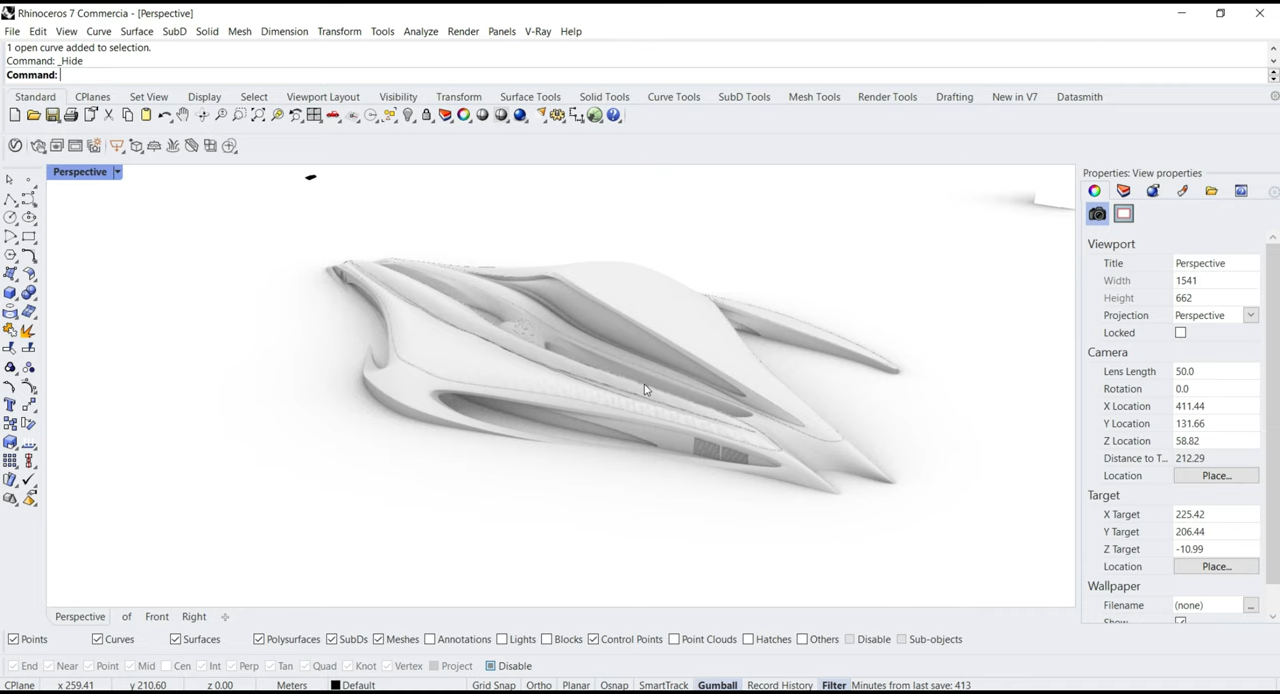 Rhinoceros 7 Commercia - [Perspective]
File Edit View Curve Surface SubD Solid Mesh Dimension Transform Tools Analyze Render Panels V-Ray Help
1 open curve added to selection.
Command: _Hide
Command:
Standard CPlanes Set View Display Select Viewport Layout Visibility Transform Surface Tools Solid Tools Curve Tools SubD Tools Mesh Tools Render Tools Drafting New in V7 Datasmith
Perspective
Properties: View properties
Viewport
Title Perspective
Width 1541
Height 662
Projection Perspective
Locked
Camera
Lens Length 50.0
Rotation 0.0
X Location 411.44
Y Location 131.66
Z Location 58.82
Distance to T... 212.29
Location Place...
Target
X Target 225.42
Y Target 206.44
Z Target -10.99
Location Place...
Wallpaper
Filename (none) ...
Show
Perspective of Front Right
Points Curves Surfaces Polysurfaces SubDs Meshes Annotations Lights Blocks Control Points Point Clouds Hatches Others Disable Sub-objects
End Near Point Mid Cen Int Perp Tan Quad Knot Vertex Project Disable
CPlane x 259.41 y 210.60 z 0.00 Meters Default Grid Snap Ortho Planar Osnap SmartTrack Gumball Record History Filter Minutes from last save: 413